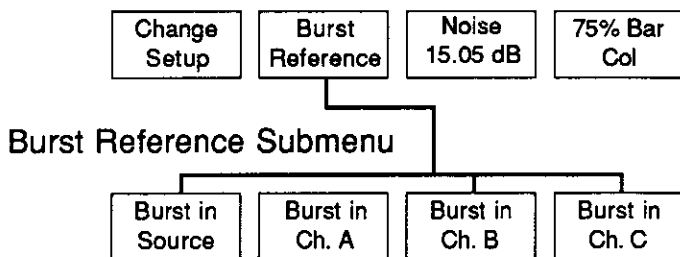 Change
Setup
Burst
Reference
Noise
15.05 dB
75% Bar
Col
Burst Reference Submenu
Burst in
Source
Burst in
Ch. A
Burst in
Ch. B
Burst in
Ch. C